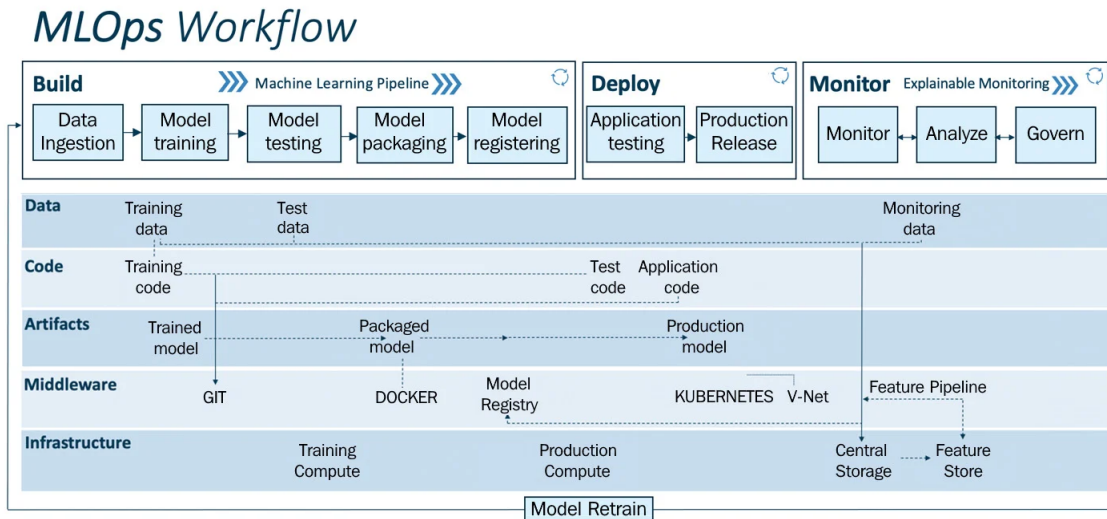 MLOps Workflow
Build
Machine Learning Pipeline
Data
Ingestion
Model
training
Model
testing
Model
packaging
Model
registering
Deploy
Application
testing
Production
Release
Monitor
Explainable Monitoring
Monitor
Analyze
Govern
Data
Training
data
Test
data
Monitoring
data
Code
Training
code
Test
code
Application
code
Artifacts
Trained
model
Packaged
model
Production
model
Middleware
GIT
DOCKER
Model
Registry
KUBERNETES
V-Net
Feature Pipeline
Infrastructure
Training
Compute
Production
Compute
Central
Storage
Feature
Store
Model Retrain